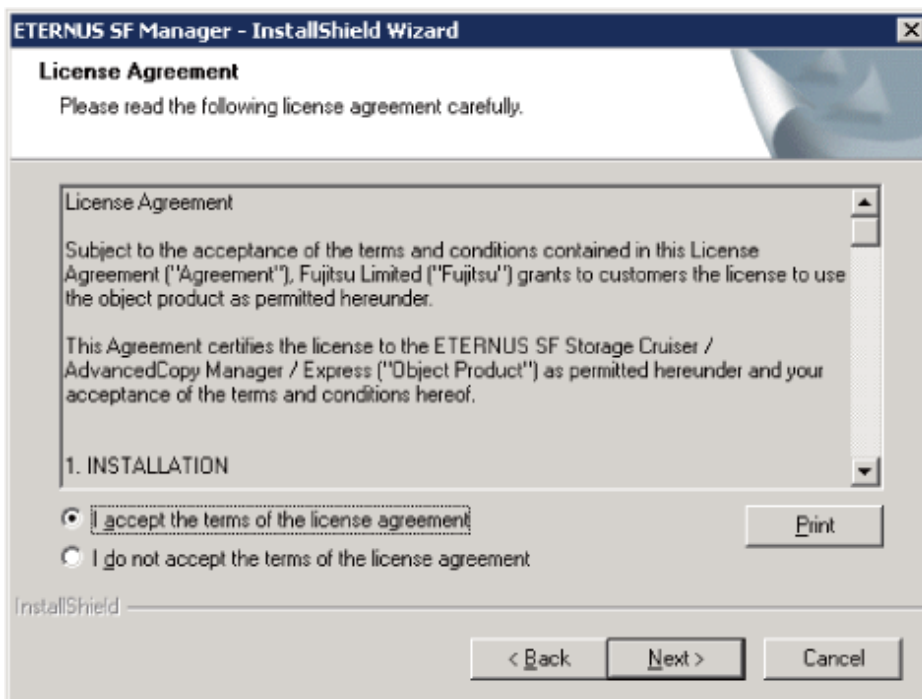 ETERNUS SF Manager - InstallShield Wizard
License Agreement
Please read the following license agreement carefully.
License Agreement
Subject to the acceptance of the terms and conditions contained in this License
Agreement ("Agreement"), Fujitsu Limited ("Fujitsu") grants to customers the license to use
the object product as permitted hereunder.
This Agreement certifies the license to the ETERNUS SF Storage Cruiser /
AdvancedCopy Manager / Express ("Object Product") as permitted hereunder and your
acceptance of the terms and conditions hereof.
1. INSTALLATION
I accept the terms of the license agreement
Print
I do not accept the terms of the license agreement
InstallShield
< Back
Next >
Cancel